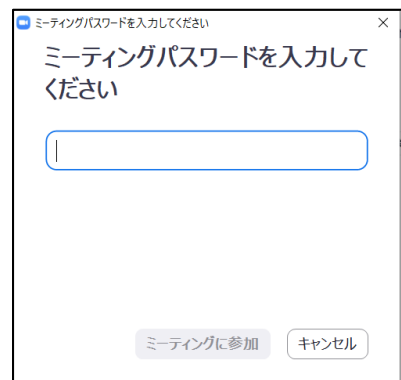 ミーティングパスワードを入力してください
ミーティングパスワードを入力して
ください
ミーティングに参加 キャンセル